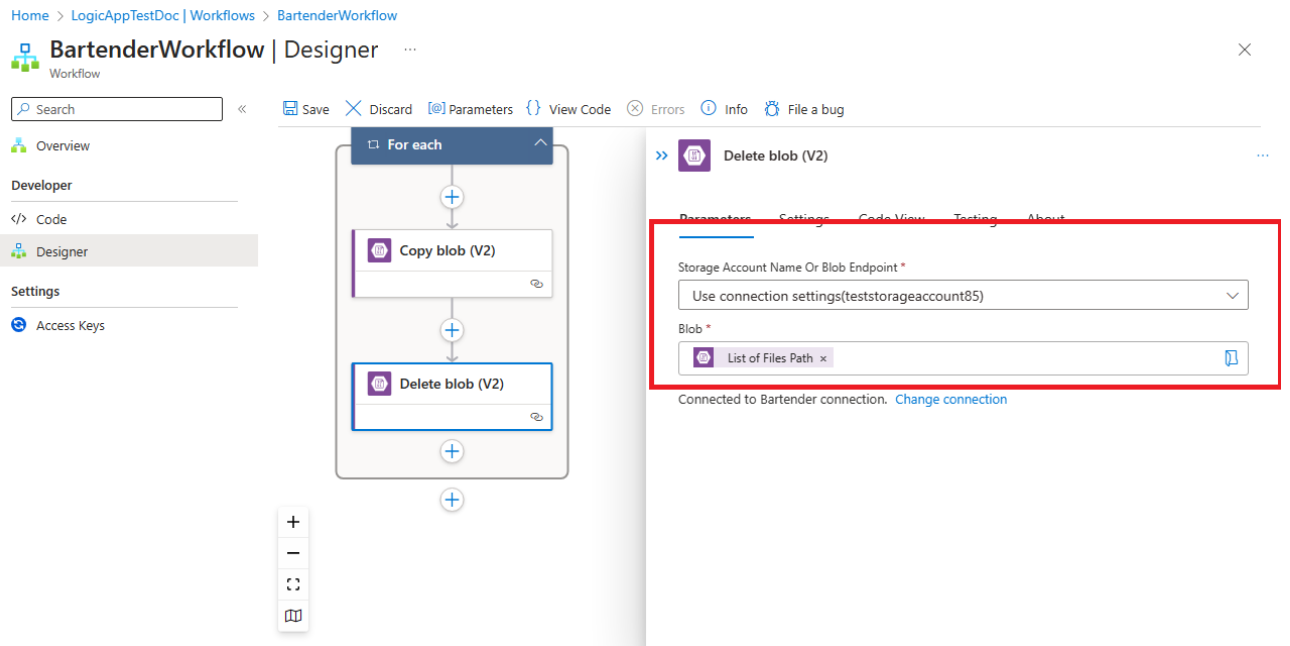 Home > LogicAppTestDoc | Workflows > BartenderWorkflow
BartenderWorkflow | Designer ...
Workflow
Search «
Save Discard [@] Parameters {} View Code Errors Info File a bug
Overview
Developer
</> Code
Designer
Settings
Access Keys
For each
Copy blob (V2)
Delete blob (V2)
Delete blob (V2) ...
Parameters Settings Code View Testing About
Storage Account Name Or Blob Endpoint *
Use connection settings(teststorageaccount85)
Blob *
List of Files Path ×
Connected to Bartender connection. Change connection